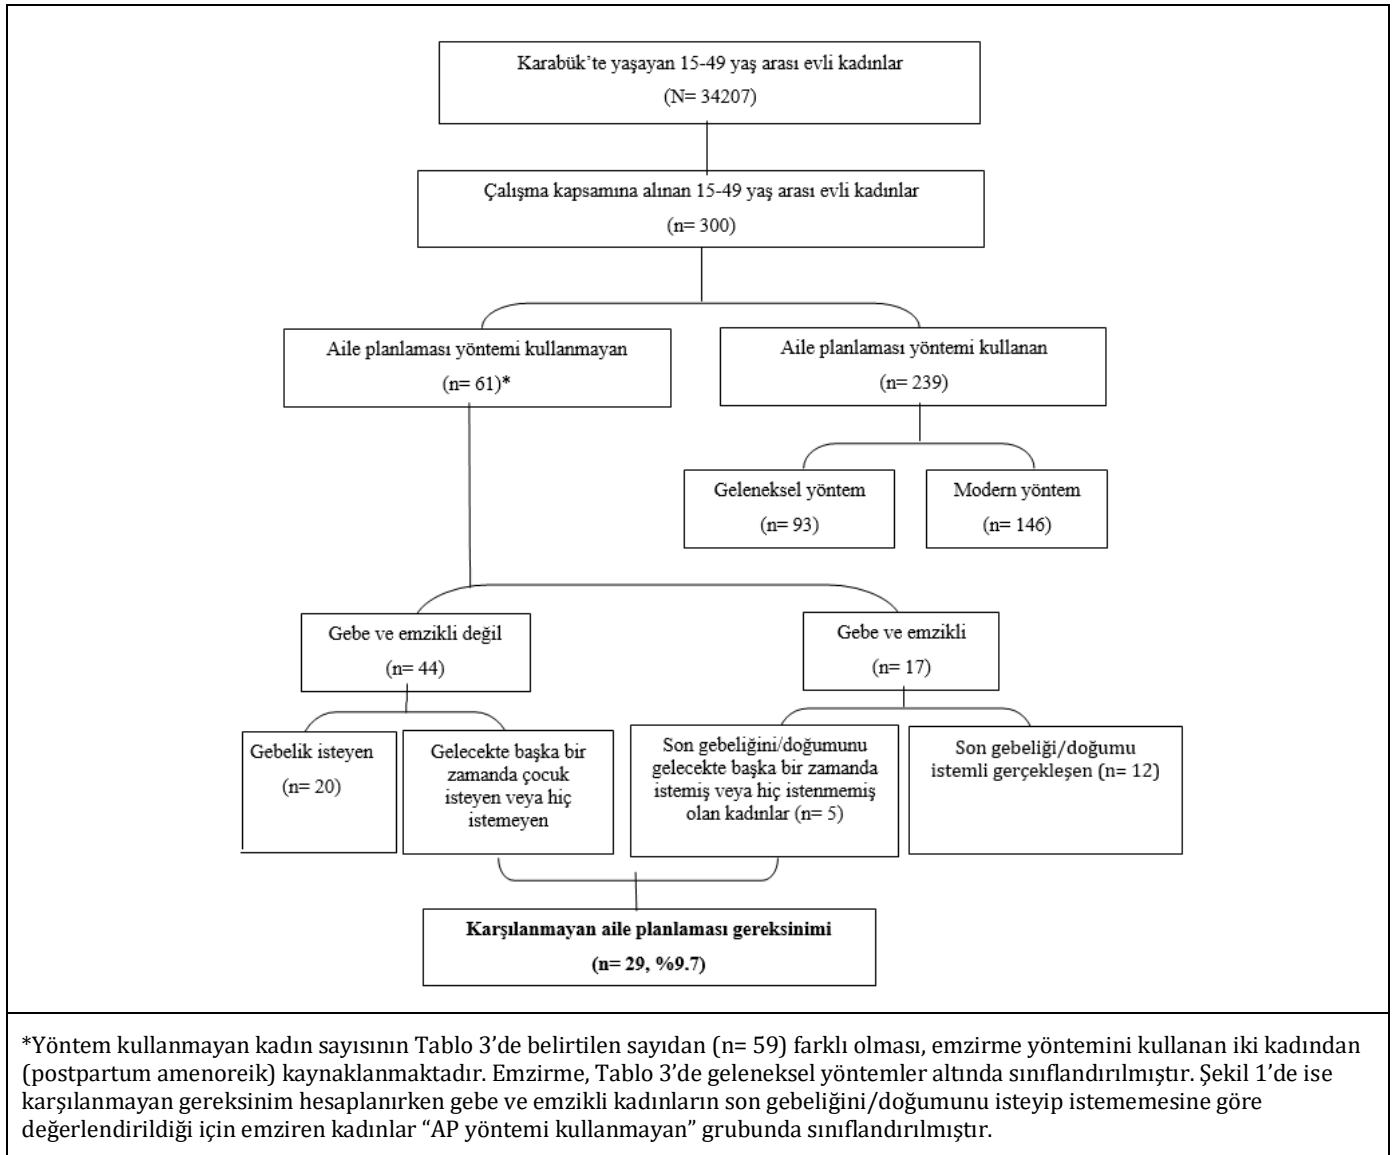 Karabük’te yaşayan 15-49 yaş arası evli kadınlar
(N= 34207)
Çalışma kapsamına alınan 15-49 yaş arası evli kadınlar
(n= 300)
Aile planlaması yöntemi kullanmayan
(n= 61)*
Aile planlaması yöntemi kullanan
(n= 239)
Geleneksel yöntem
(n= 93)
Modern yöntem
(n= 146)
Gebe ve emzikli değil
(n= 44)
Gebe ve emzikli
(n= 17)
Gebelik isteyen
(n= 20)
Gelecekte başka bir
zamanda çocuk
isteyen veya hiç
istemeyen
Son gebeliğini/doğumunu
gelecekte başka bir zamanda
istemiş veya hiç istenmemiş
olan kadınlar (n= 5)
Son gebeliği/doğumu
istemli gerçekleşen (n= 12)
Karşılanmayan aile planlaması gereksinimi
(n= 29, %9.7)
*Yöntem kullanmayan kadın sayısının Tablo 3’de belirtilen sayıdan (n= 59) farklı olması, emzirme yöntemini kullanan iki kadından
(postpartum amenoreik) kaynaklanmaktadır. Emzirme, Tablo 3’de geleneksel yöntemler altında sınıflandırılmıştır. Şekil 1’de ise
karşılanmayan gereksinim hesaplanırken gebe ve emzikli kadınların son gebeliğini/doğumunu isteyip istememesine göre
değerlendirildiği için emziren kadınlar “AP yöntemi kullanmayan” grubunda sınıflandırılmıştır.